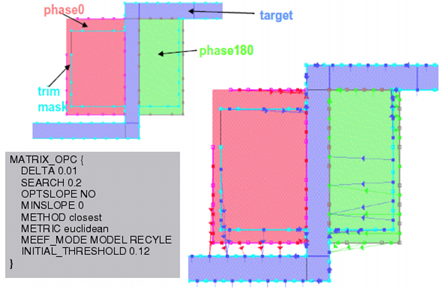 phase0
target
phase180
trim
mask
MATRIX_OPC {
DELTA 0.01
SEARCH 0.2
OPTSLOPE NO
MINSLOPE 0
METHOD closest
METRIC euclidean
MEEF_MODE MODEL RECYLE
INITIAL_THRESHOLD 0.12
}